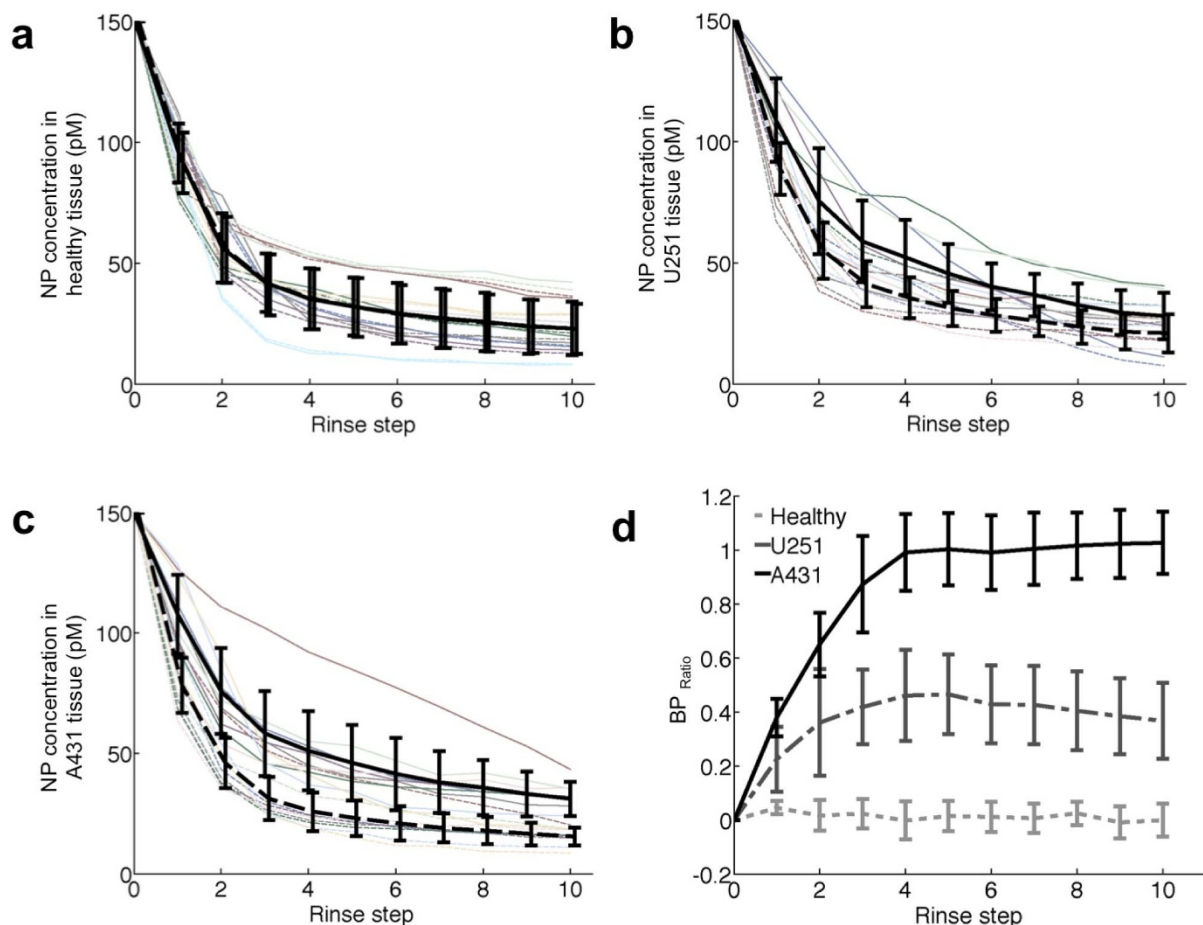 a
150
100
50
0
NP concentration in
healthy tissue (pM)
0 2 4 6 8 10
Rinse step
b
150
100
50
0
NP concentration in
U251 tissue (pM)
0 2 4 6 8 10
Rinse step
c
150
100
50
0
NP concentration in
A431 tissue (pM)
0 2 4 6 8 10
Rinse step
d
1.2
1
0.8
0.6
0.4
0.2
0
-0.2
BP Ratio
Healthy
U251
A431
0 2 4 6 8 10
Rinse step